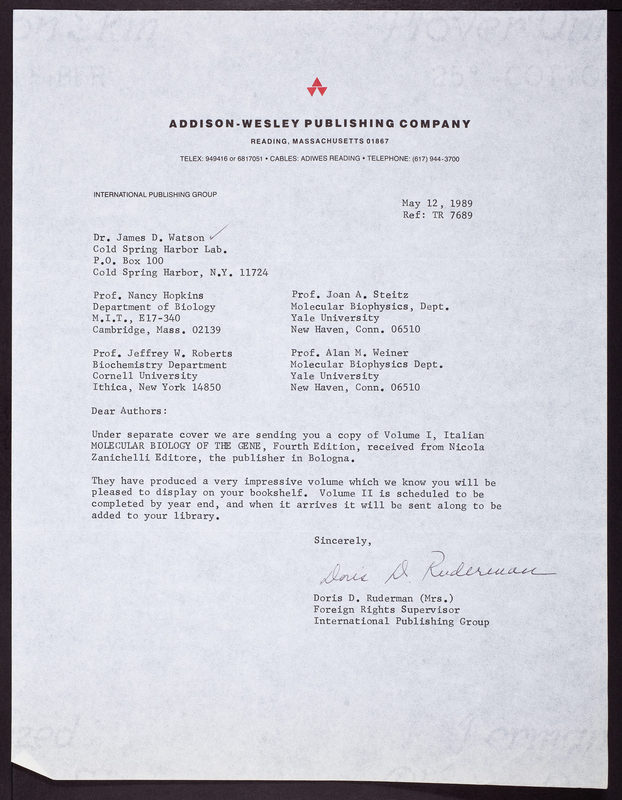 ADDISON-WESLEY PUBLISHING COMPANY
READING, MASSACHUSETTS 01867
TELEX: 949416 or 6817051 • CABLES: ADIWES READING • TELEPHONE: (617) 944-3700
INTERNATIONAL PUBLISHING GROUP
May 12, 1989
Ref: TR 7689
Dr. James D. Watson ✓
Cold Spring Harbor Lab.
P.O. Box 100
Cold Spring Harbor, N.Y. 11724
Prof. Nancy Hopkins
Department of Biology
M.I.T., E17-340
Cambridge, Mass. 02139
Prof. Joan A. Steitz
Molecular Biophysics, Dept.
Yale University
New Haven, Conn. 06510
Prof. Jeffrey W. Roberts
Biochemistry Department
Cornell University
Ithica, New York 14850
Prof. Alan M. Weiner
Molecular Biophysics Dept.
Yale University
New Haven, Conn. 06510
Dear Authors:
Under separate cover we are sending you a copy of Volume I, Italian
MOLECULAR BIOLOGY OF THE GENE, Fourth Edition, received from Nicola
Zanichelli Editore, the publisher in Bologna.
They have produced a very impressive volume which we know you will be
pleased to display on your bookshelf. Volume II is scheduled to be
completed by year end, and when it arrives it will be sent along to be
added to your library.
Sincerely,
Doris D. Ruderman
Doris D. Ruderman (Mrs.)
Foreign Rights Supervisor
International Publishing Group